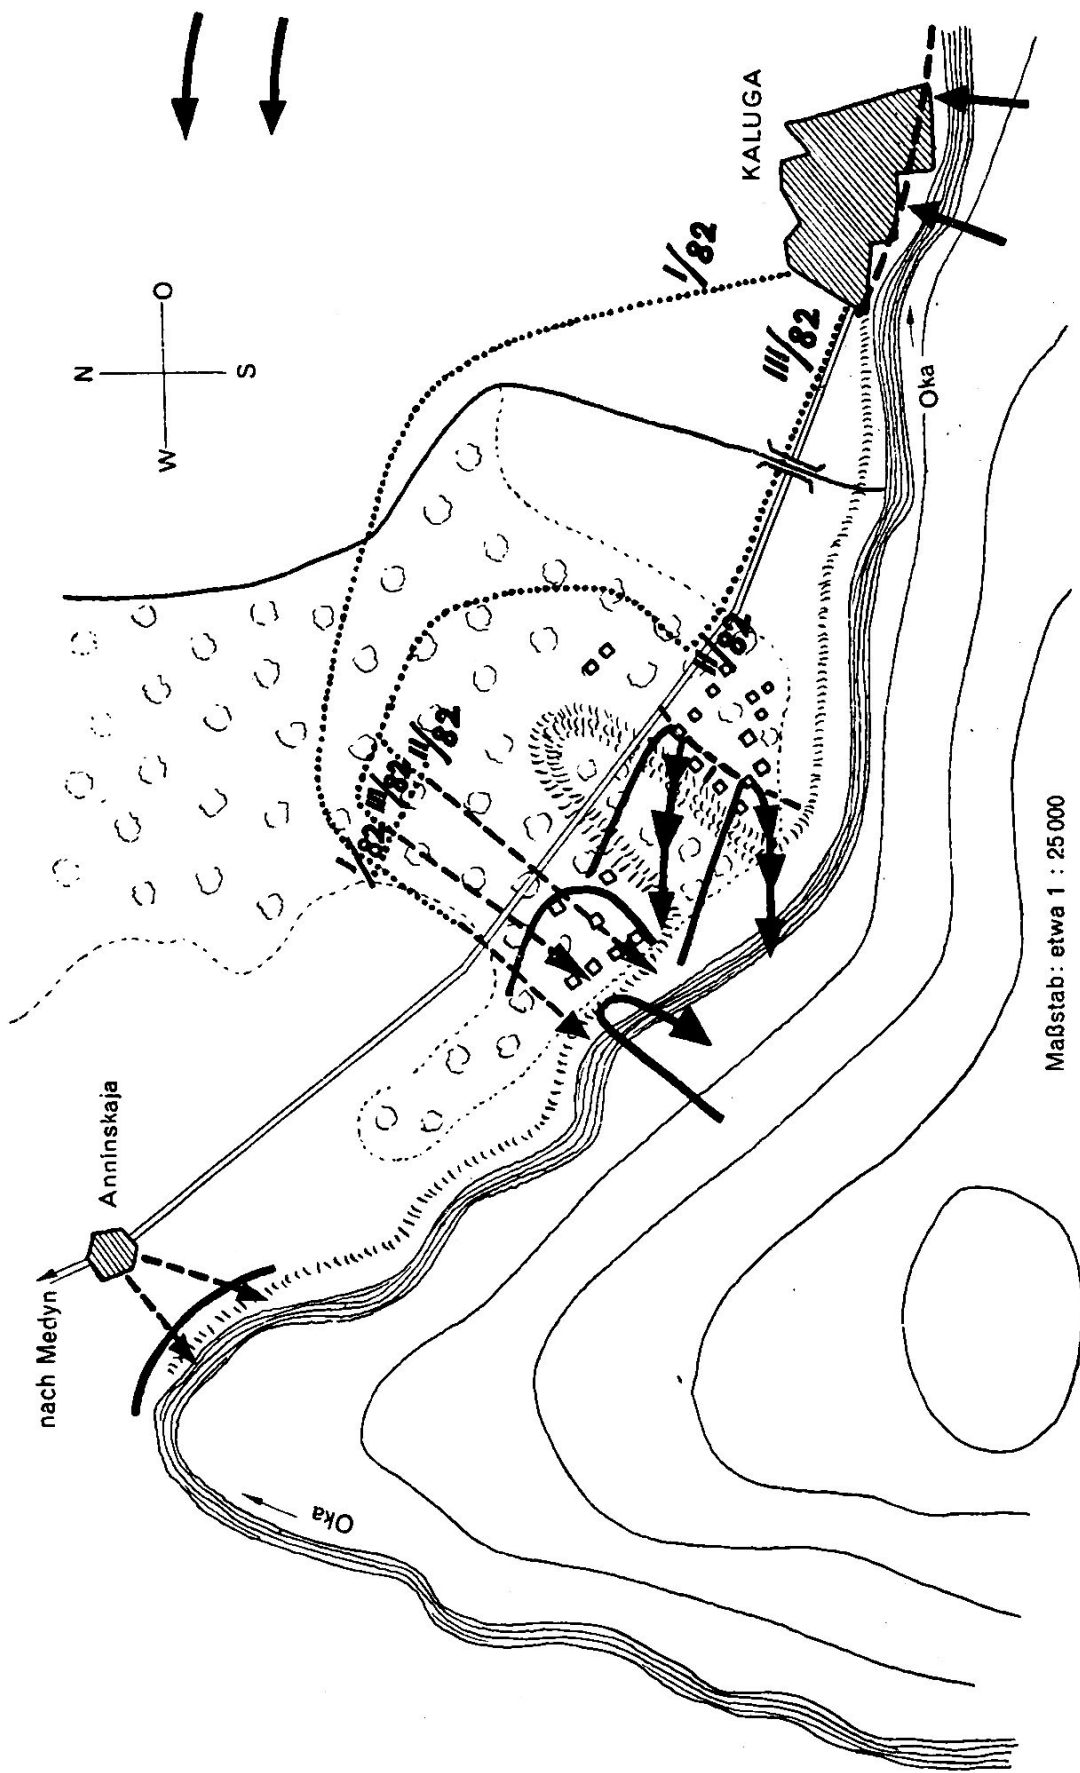 nach Medyn
Anninskaja
N
W
O
S
KALUGA
I/82
III/82
II/82
I/82
III/82
II/82
Oka
Oka
Maßstab: etwa 1 : 25 000